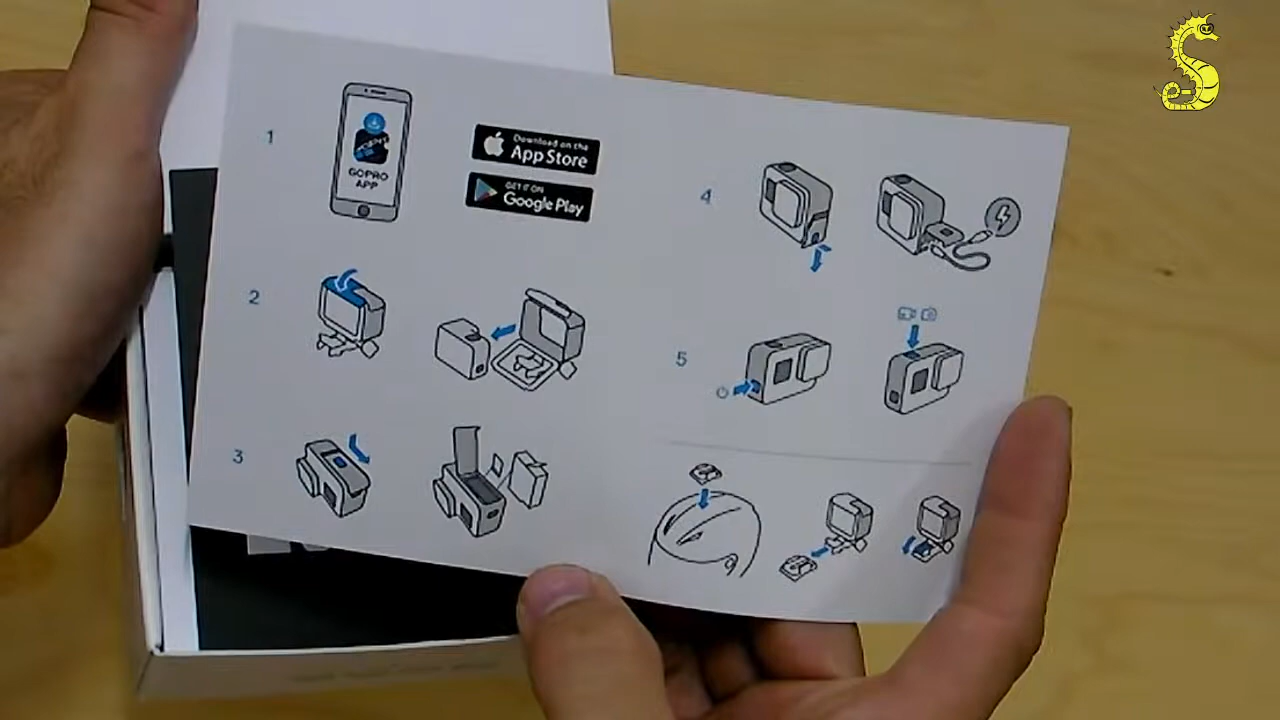 1
GOPRO
APP
Download on the
App Store
GET IT ON
Google Play
2
3
4
5